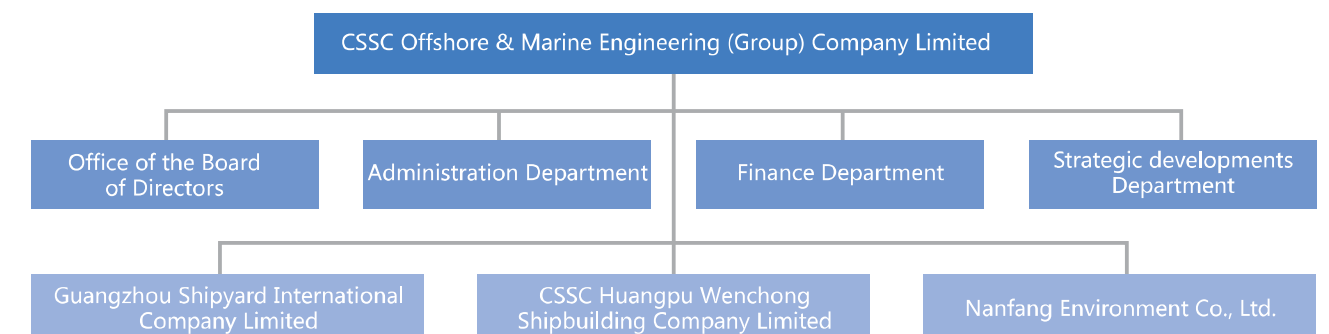 CSSC Offshore & Marine Engineering (Group) Company Limited
Office of the Board
of Directors
Administration Department
Finance Department
Strategic developments
Department
Guangzhou Shipyard International
Company Limited
CSSC Huangpu Wenchong
Shipbuilding Company Limited
Nanfang Environment Co., Ltd.